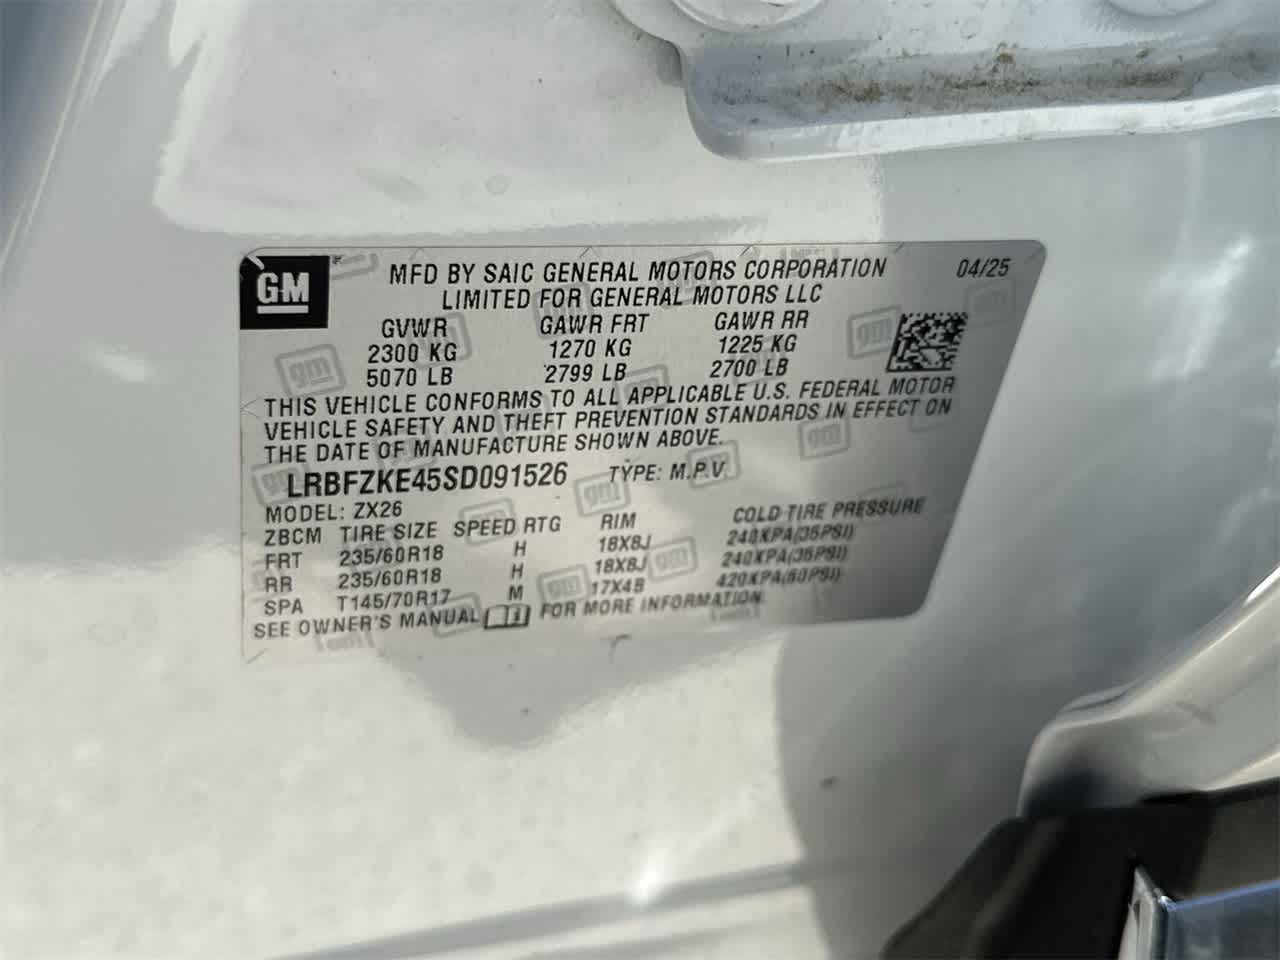 GM
MFD BY SAIC GENERAL MOTORS CORPORATION 04/25
LIMITED FOR GENERAL MOTORS LLC
GVWR GAWR FRT GAWR RR
2300 KG 1270 KG 1225 KG
5070 LB 2799 LB 2700 LB
THIS VEHICLE CONFORMS TO ALL APPLICABLE U.S. FEDERAL MOTOR
VEHICLE SAFETY AND THEFT PREVENTION STANDARDS IN EFFECT ON
THE DATE OF MANUFACTURE SHOWN ABOVE.
LRBFZKE45SD091526 TYPE: M.P.V
MODEL: ZX26
ZBCM TIRE SIZE SPEED RTG RIM COLD TIRE PRESSURE
FRT 235/60R18 H 18X8J 240KPA(35PSI)
RR 235/60R18 H 18X8J 240KPA(35PSI)
SPA T145/70R17 M 17X4B 420KPA(60PSI)
SEE OWNER'S MANUAL FOR MORE INFORMATION